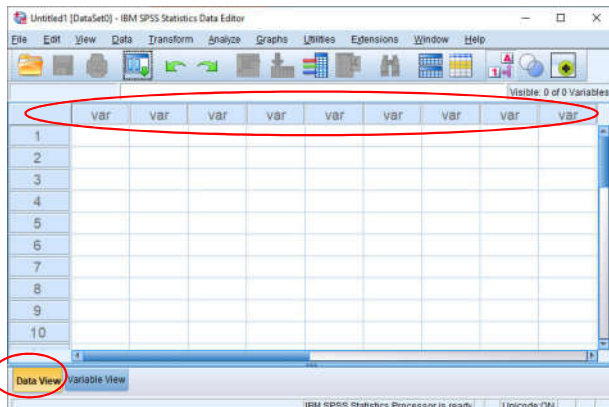 Untitled1 [DataSet0] - IBM SPSS Statistics Data Editor
File Edit View Data Transform Analyze Graphs Utilities Extensions Window Help
Visible: 0 of 0 Variables
var var var var var var var var var
1
2
3
4
5
6
7
8
9
10
Data View Variable View
IBM SPSS Statistics Processor is ready Unicode:ON